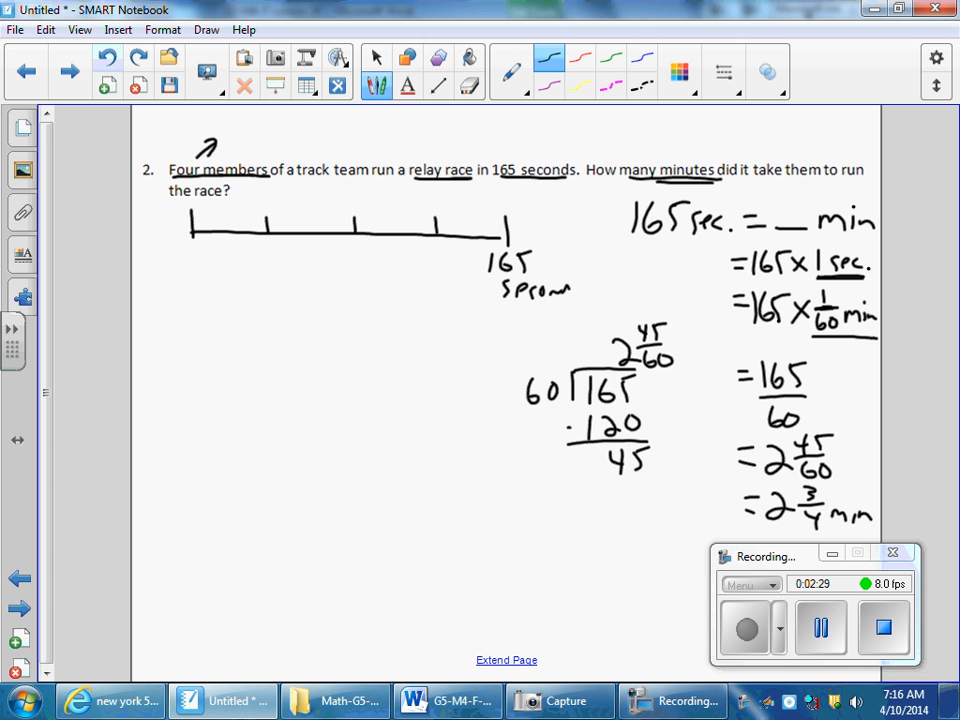 Untitled * - SMART Notebook
File Edit View Insert Format Tools Draw Help
2. Four members of a track team run a relay race in 165 seconds. How many minutes did it take them to run
the race?
165 sec. = __ min
165
= 165 × 1 sec.
= 165 × 1/60 min
2 45/60
60 165
= 165/60
- 120
45
= 2 45/60
= 2 3/4 min
Recording...
Menu 0:02:29 8.0 fps
Extend Page
new york 5... Untitled * ... Math-G5-... G5-M4-F-... Capture Recording... 7:16 AM
4/10/2014